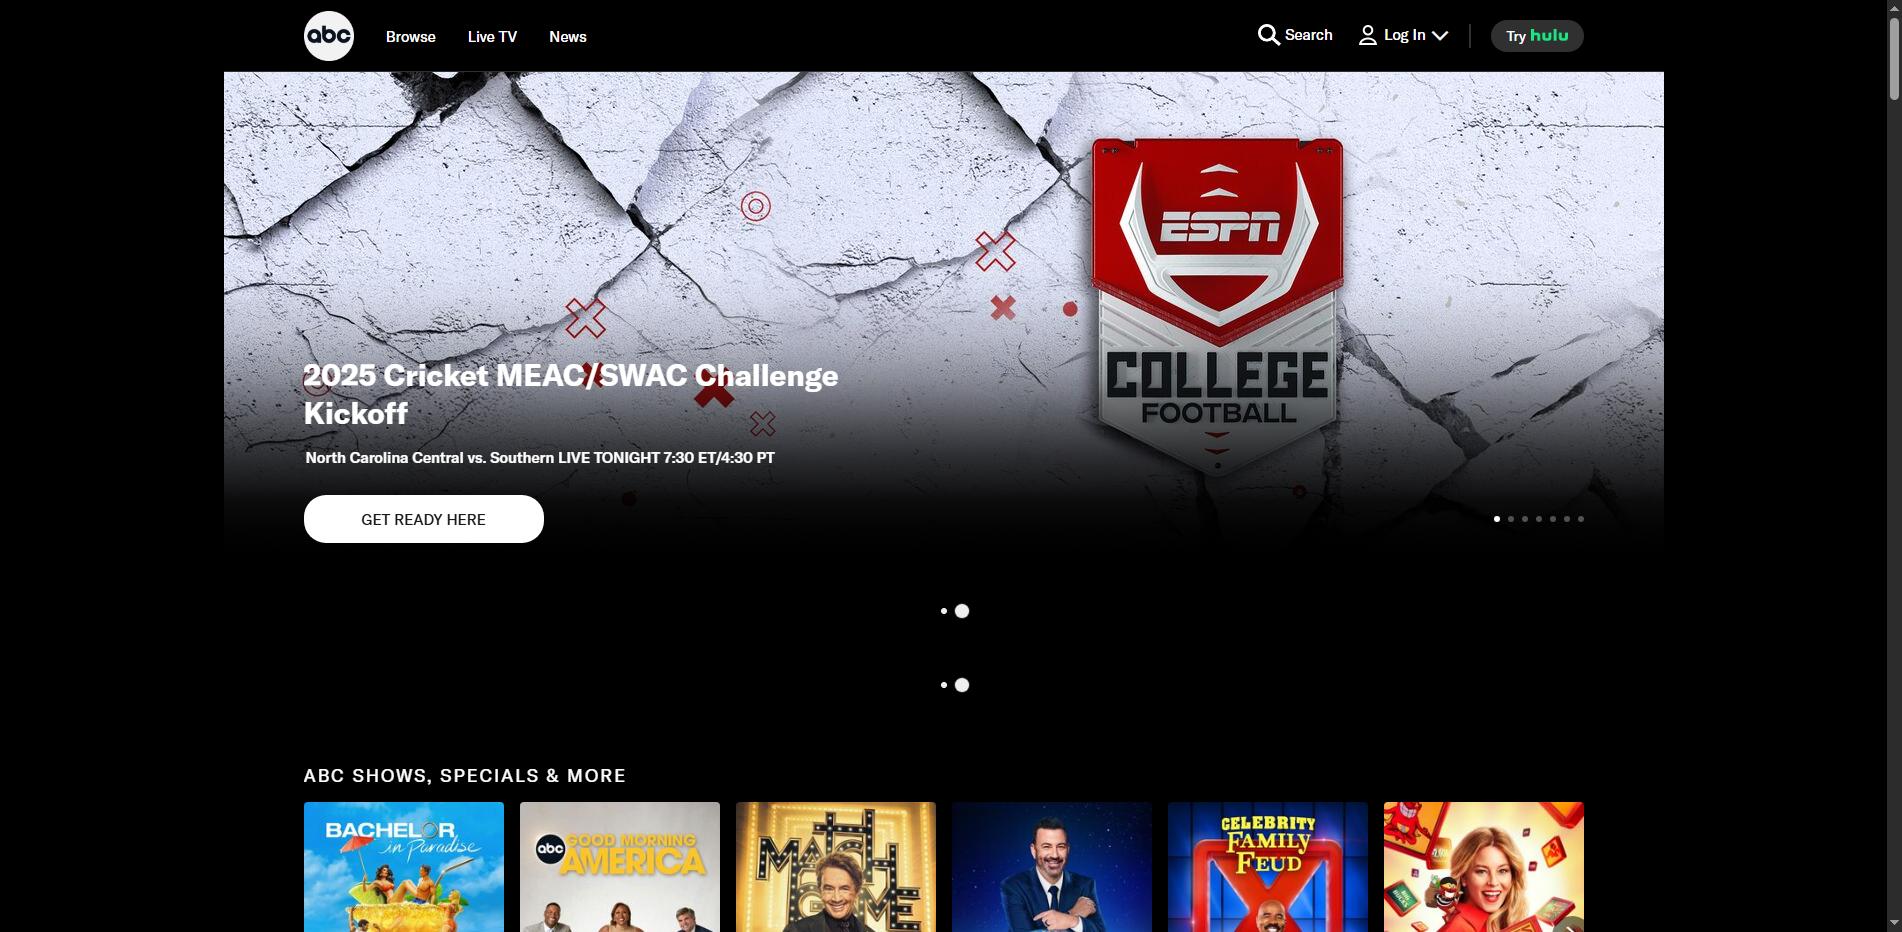 abc
Browse
Live TV
News
Search
Log In
Try hulu
ESPN
COLLEGE
FOOTBALL
2025 Cricket MEAC/SWAC Challenge
Kickoff
North Carolina Central vs. Southern LIVE TONIGHT 7:30 ET/4:30 PT
GET READY HERE
ABC SHOWS, SPECIALS & MORE
BACHELOR
in Paradise
abc
GOOD MORNING
AMERICA
MATCH
GAME
CELEBRITY
FAMILY
FEUD